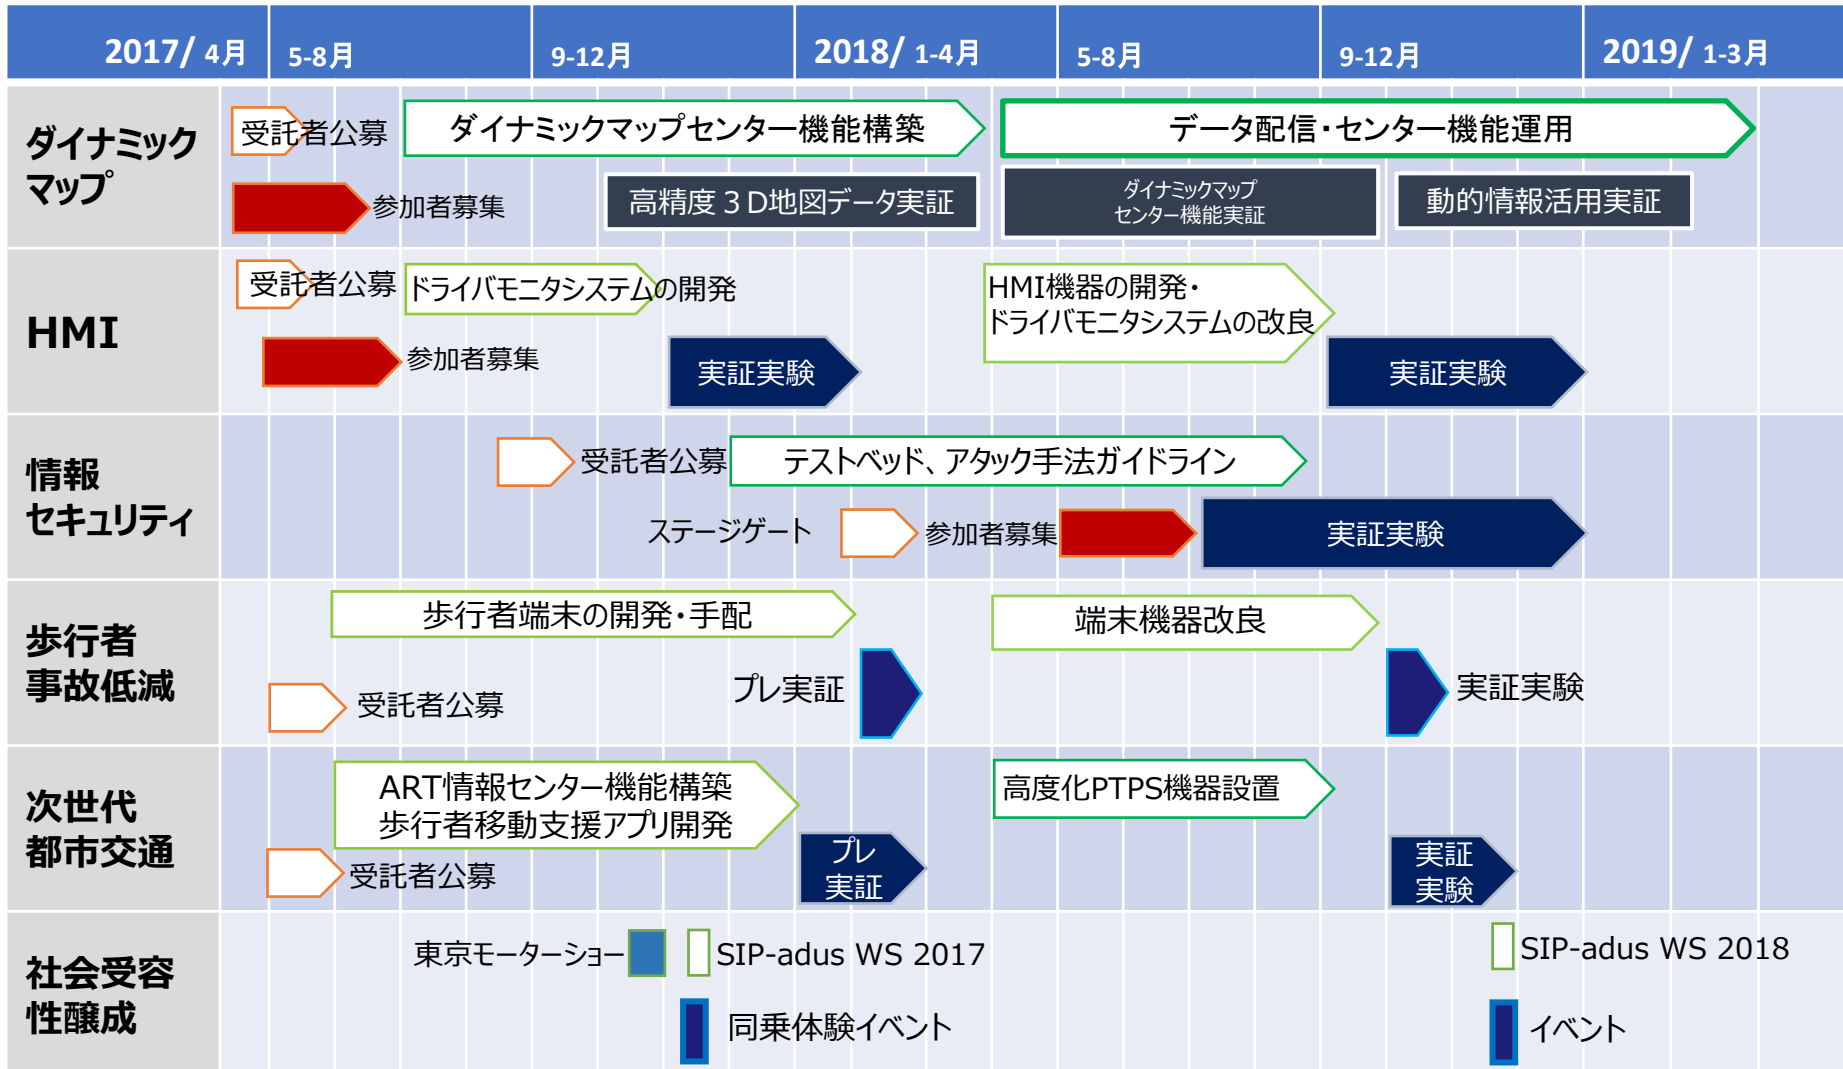 2017/ 4月
5-8月
9-12月
2018/ 1-4月
5-8月
9-12月
2019/ 1-3月
ダイナミック
マップ
受託者公募
ダイナミックマップセンター機能構築
データ配信・センター機能運用
参加者募集
高精度３D地図データ実証
ダイナミックマップ
センター機能実証
動的情報活用実証
HMI
受託者公募
ドライバモニタシステムの開発
HMI機器の開発・
ドライバモニタシステムの改良
参加者募集
実証実験
実証実験
情報
セキュリティ
受託者公募
テストベッド、アタック手法ガイドライン
ステージゲート
参加者募集
実証実験
歩行者
事故低減
歩行者端末の開発・手配
端末機器改良
受託者公募
プレ実証
実証実験
次世代
都市交通
ART情報センター機能構築
歩行者移動支援アプリ開発
高度化PTPS機器設置
受託者公募
プレ
実証
実証
実験
社会受容
性醸成
東京モーターショー
SIP-adus WS 2017
SIP-adus WS 2018
同乗体験イベント
イベント